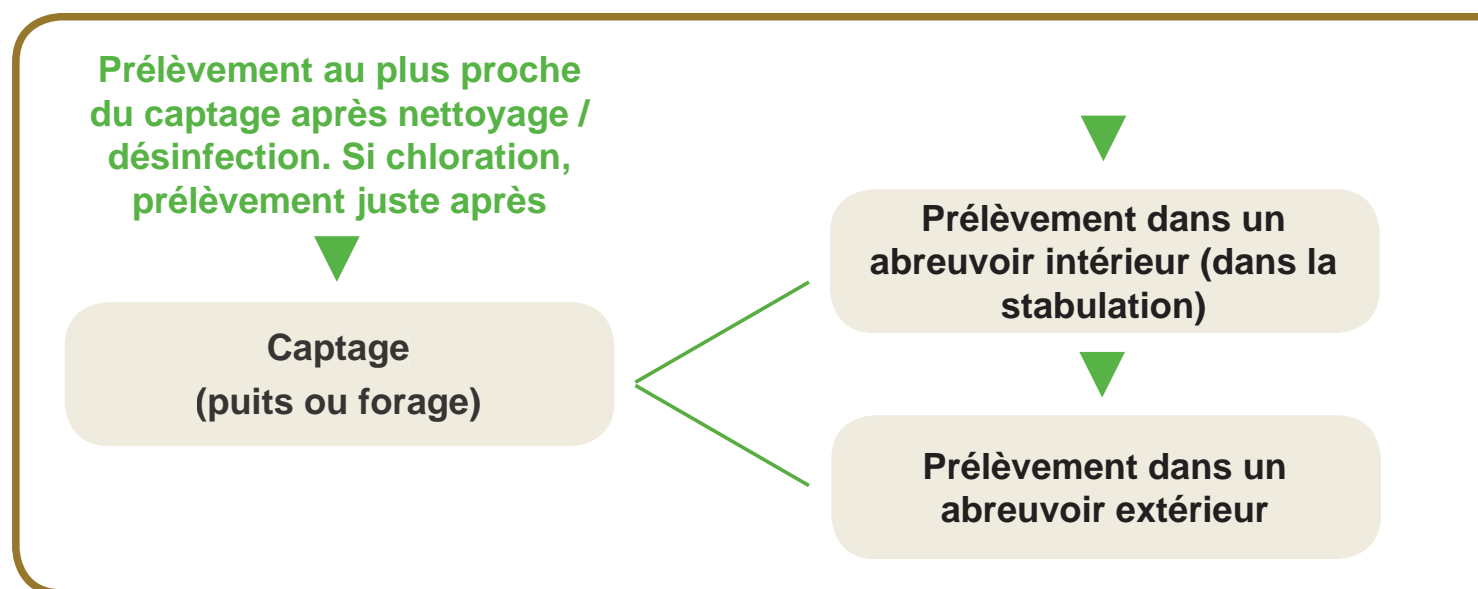 Prélèvement au plus proche
du captage après nettoyage /
désinfection. Si chloration,
prélèvement juste après
Captage
(puits ou forage)
Prélèvement dans un
abreuvoir intérieur (dans la
stabulation)
Prélèvement dans un
abreuvoir extérieur